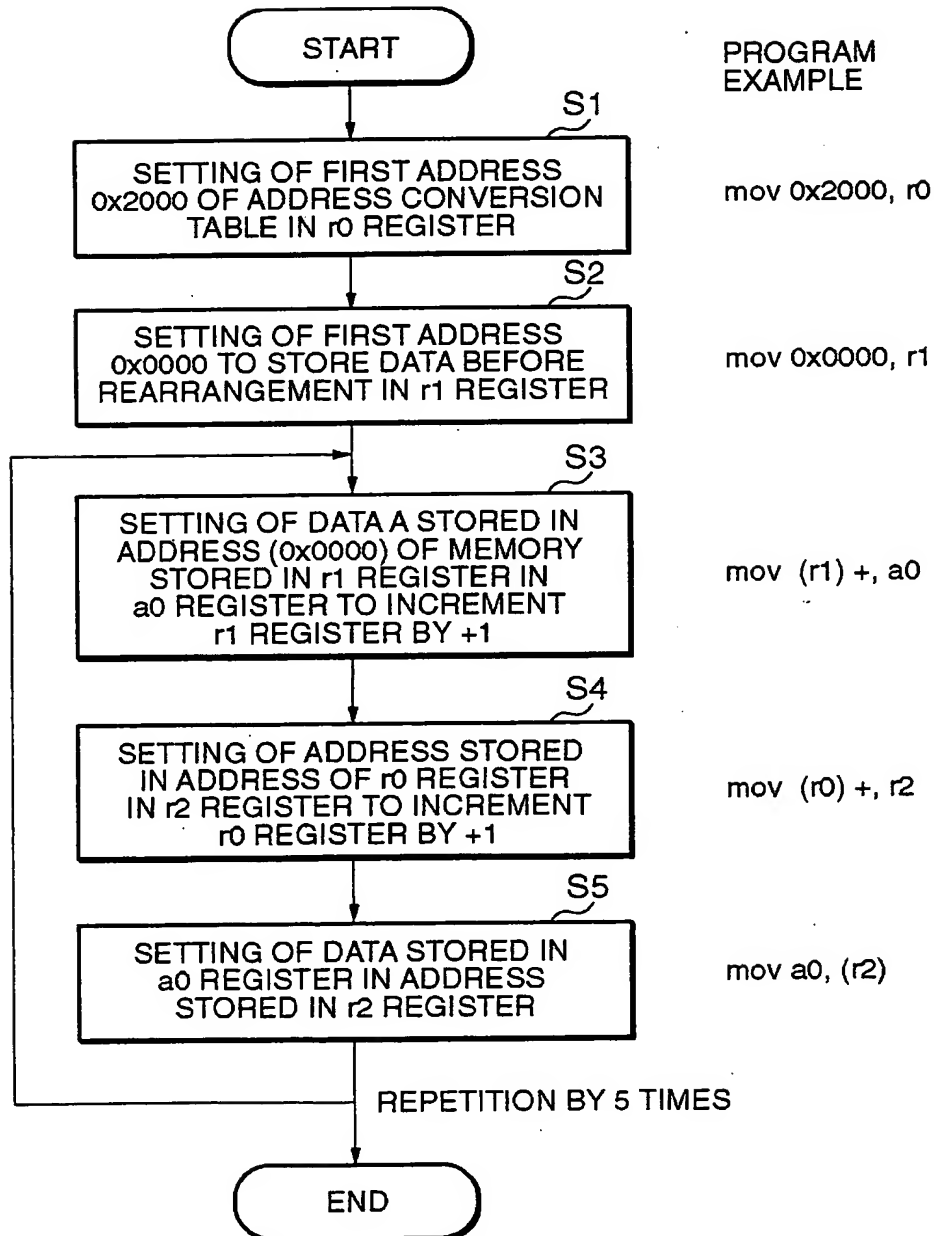 START
PROGRAM
EXAMPLE
S1
SETTING OF FIRST ADDRESS
0x2000 OF ADDRESS CONVERSION
TABLE IN r0 REGISTER
mov 0x2000, r0
S2
SETTING OF FIRST ADDRESS
0x0000 TO STORE DATA BEFORE
REARRANGEMENT IN r1 REGISTER
mov 0x0000, r1
S3
SETTING OF DATA A STORED IN
ADDRESS (0x0000) OF MEMORY
STORED IN r1 REGISTER IN
a0 REGISTER TO INCREMENT
r1 REGISTER BY +1
mov (r1) +, a0
S4
SETTING OF ADDRESS STORED
IN ADDRESS OF r0 REGISTER
IN r2 REGISTER TO INCREMENT
r0 REGISTER BY +1
mov (r0) +, r2
S5
SETTING OF DATA STORED IN
a0 REGISTER IN ADDRESS
STORED IN r2 REGISTER
mov a0, (r2)
REPETITION BY 5 TIMES
END